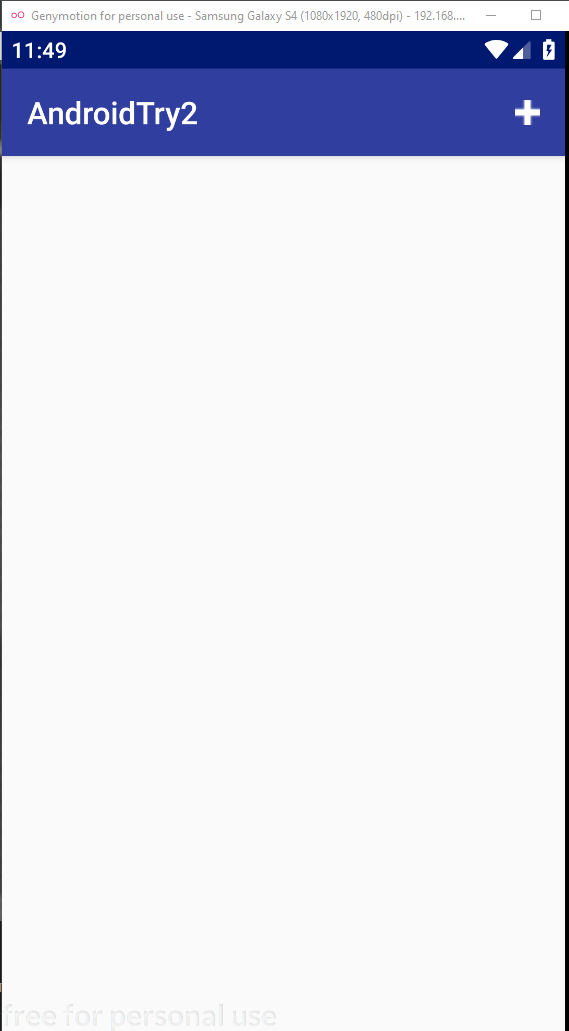 Genymotion for personal use - Samsung Galaxy S4 (1080x1920, 480dpi) - 192.168....
11:49
AndroidTry2
free for personal use